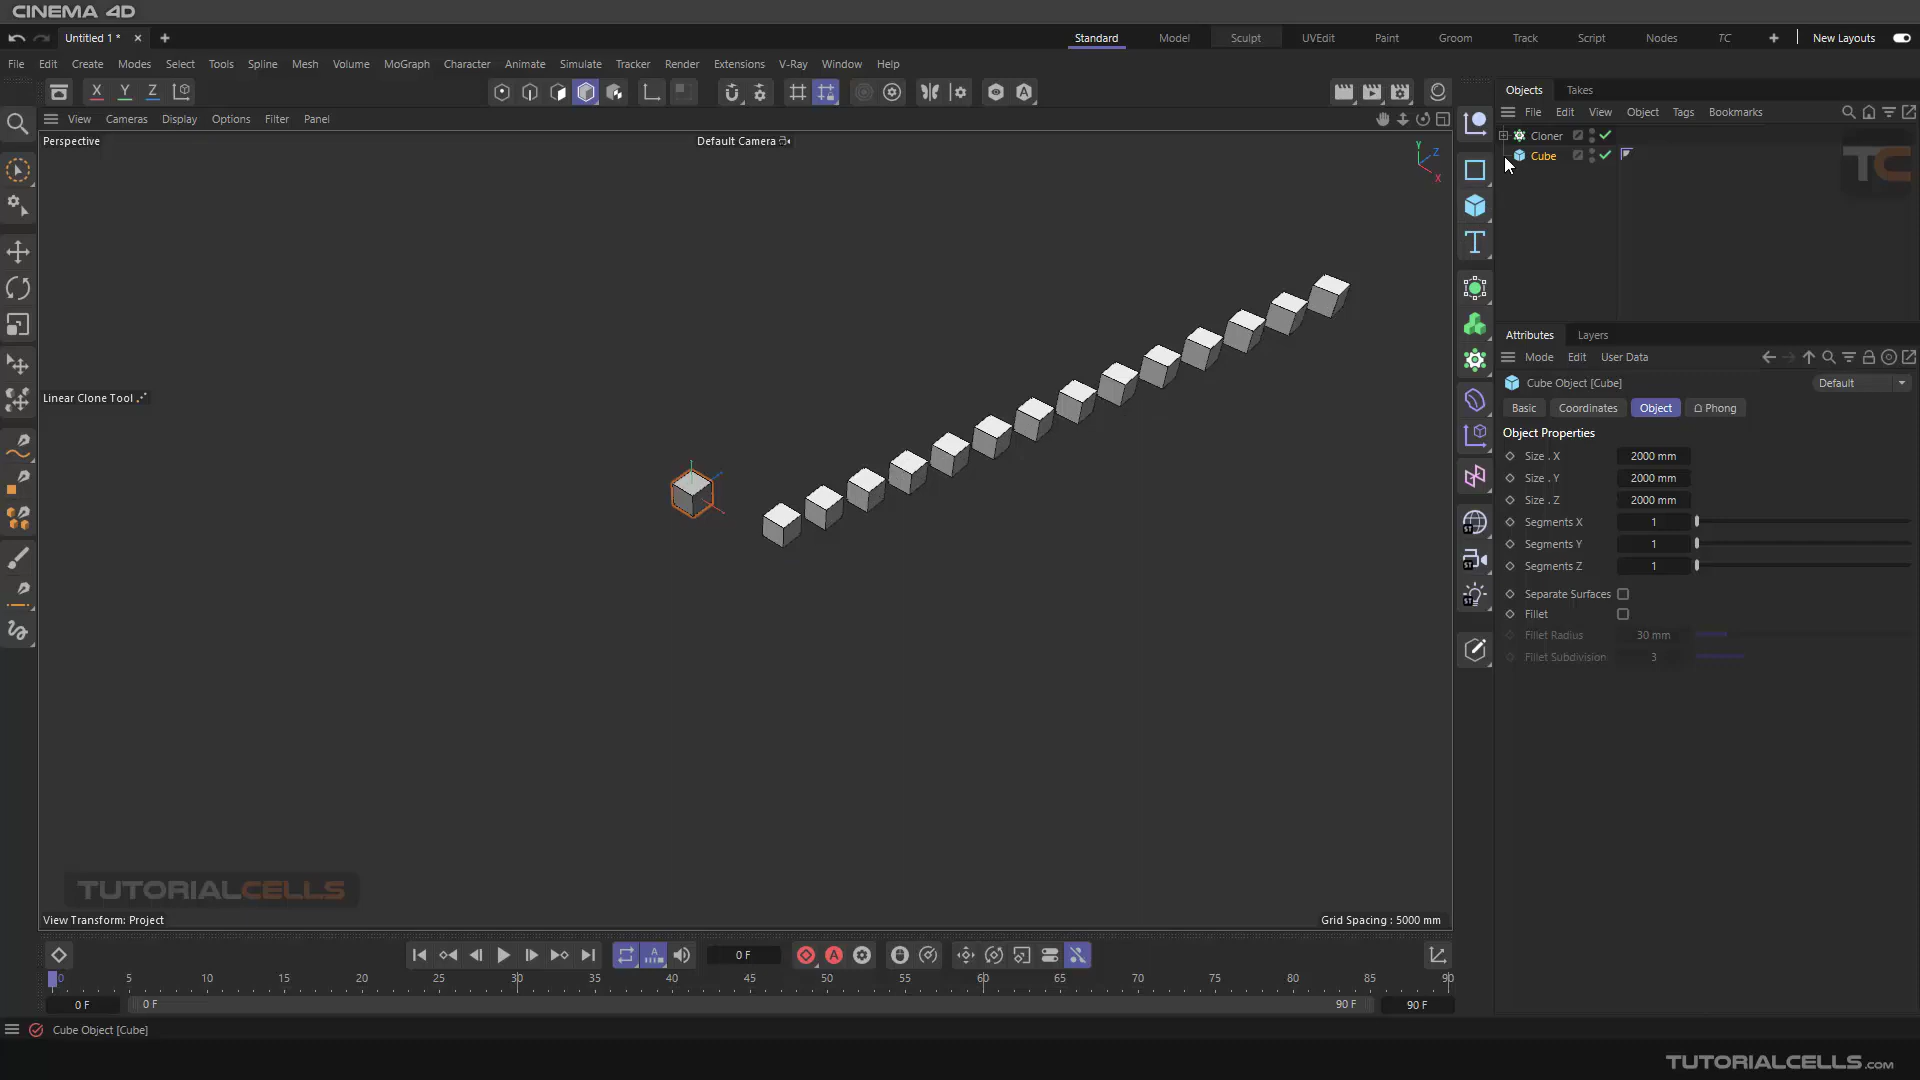 CINEMA 4D
Untitled 1 *
Standard Model Sculpt UVEdit Paint Groom Track Script Nodes TC New Layouts
File Edit Create Modes Select Tools Spline Mesh Volume MoGraph Character Animate Simulate Tracker Render Extensions V-Ray Window Help
X Y Z
Objects Takes
View Cameras Display Options Filter Panel
File Edit View Object Tags Bookmarks
Perspective
Default Camera
Y
Z
X
Cloner
Cube
TC
Attributes Layers
Mode Edit User Data
Cube Object [Cube]
Default
Linear Clone Tool
Basic Coordinates Object Phong
Object Properties
Size . X 2000 mm
Size . Y 2000 mm
Size . Z 2000 mm
Segments X 1
Segments Y 1
Segments Z 1
Separate Surfaces
Fillet
Fillet Radius 30 mm
Fillet Subdivision 3
ST
ST
ST
TUTORIALCELLS
View Transform: Project
Grid Spacing : 5000 mm
0 F
0 5 10 15 20 25 30 35 40 45 50 55 60 65 70 75 80 85 90
0 F 0 F 90 F 90 F
Cube Object [Cube]
TUTORIALCELLS.COM